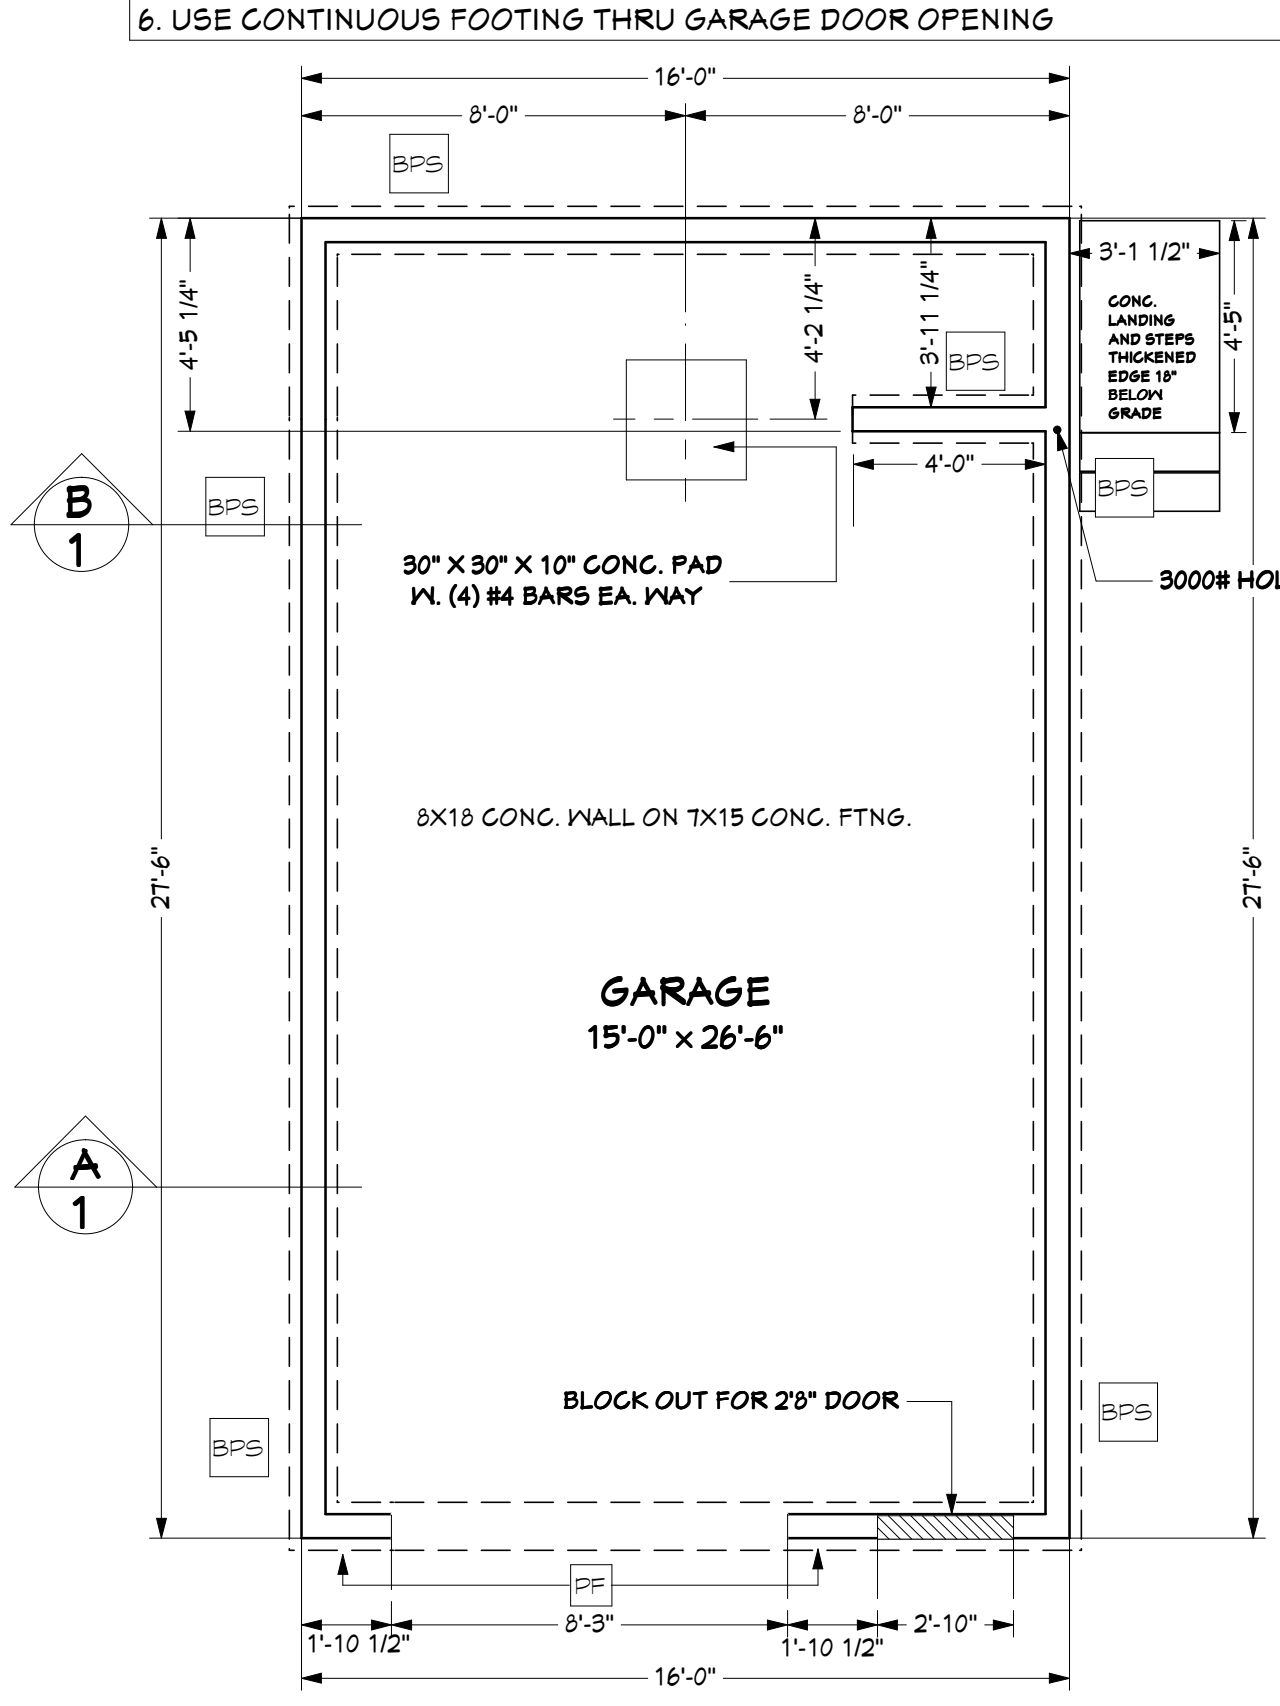 6. USE CONTINUOUS FOOTING THRU GARAGE DOOR OPENING
16'-0"
8'-0"
8'-0"
BPS
3'-1 1/2"
4'-5 1/4"
4'-2 1/4"
3'-11 1/4"
4'-5"
CONC.
LANDING
AND STEPS
THICKENED
EDGE 18"
BELOW
GRADE
BPS
4'-0"
B
1
BPS
BPS
30" X 30" X 10" CONC. PAD
W. (4) #4 BARS EA. WAY
3000# HOL
8X18 CONC. WALL ON 7X15 CONC. FTNG.
27'-6"
27'-6"
GARAGE
15'-0" x 26'-6"
A
1
BLOCK OUT FOR 2'8" DOOR
BPS
BPS
PF
1'-10 1/2"
8'-3"
1'-10 1/2"
2'-10"
16'-0"